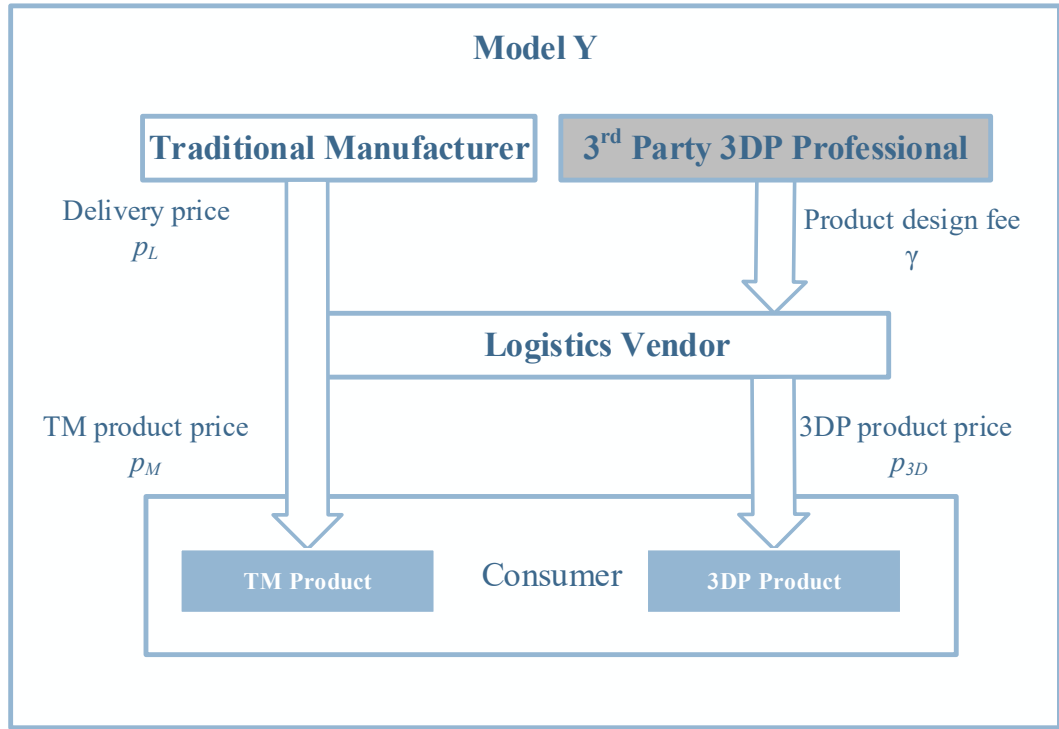 Model Y
Traditional Manufacturer
3rd Party 3DP Professional
Delivery price
pL
Product design fee
γ
Logistics Vendor
TM product price
pM
3DP product price
p3D
TM Product
Consumer
3DP Product